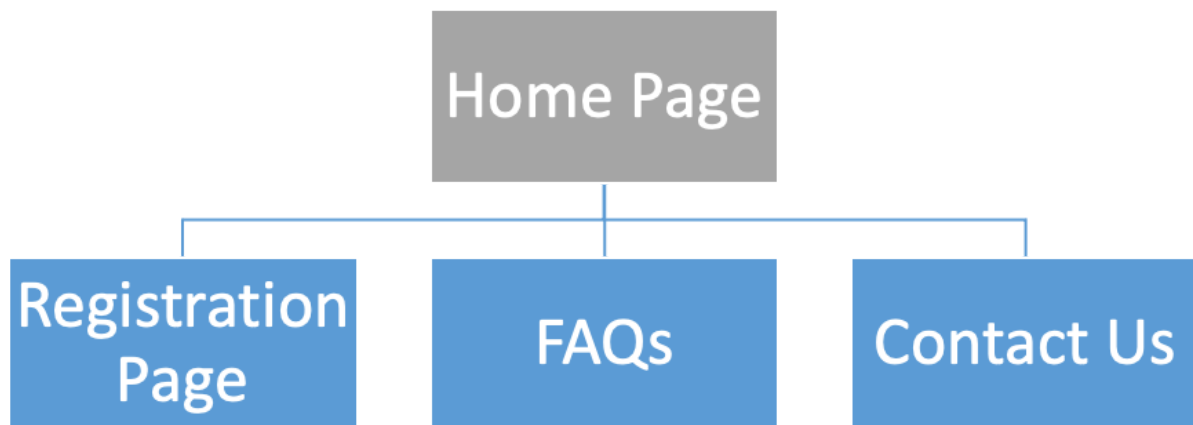 Home Page
Registration
Page
FAQs
Contact Us